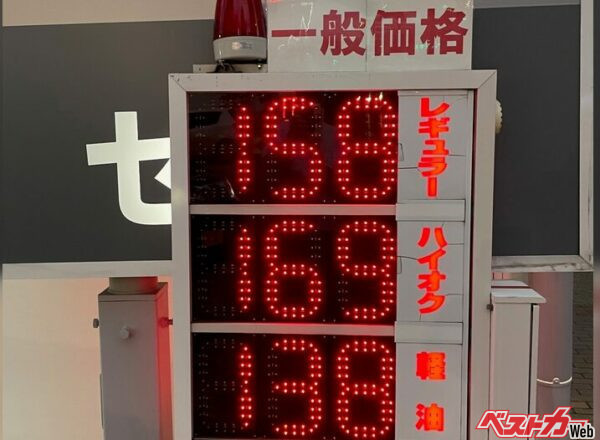 一般価格
セ
158 レギュラー
169 ハイオク
138 軽油
ベストカーWeb